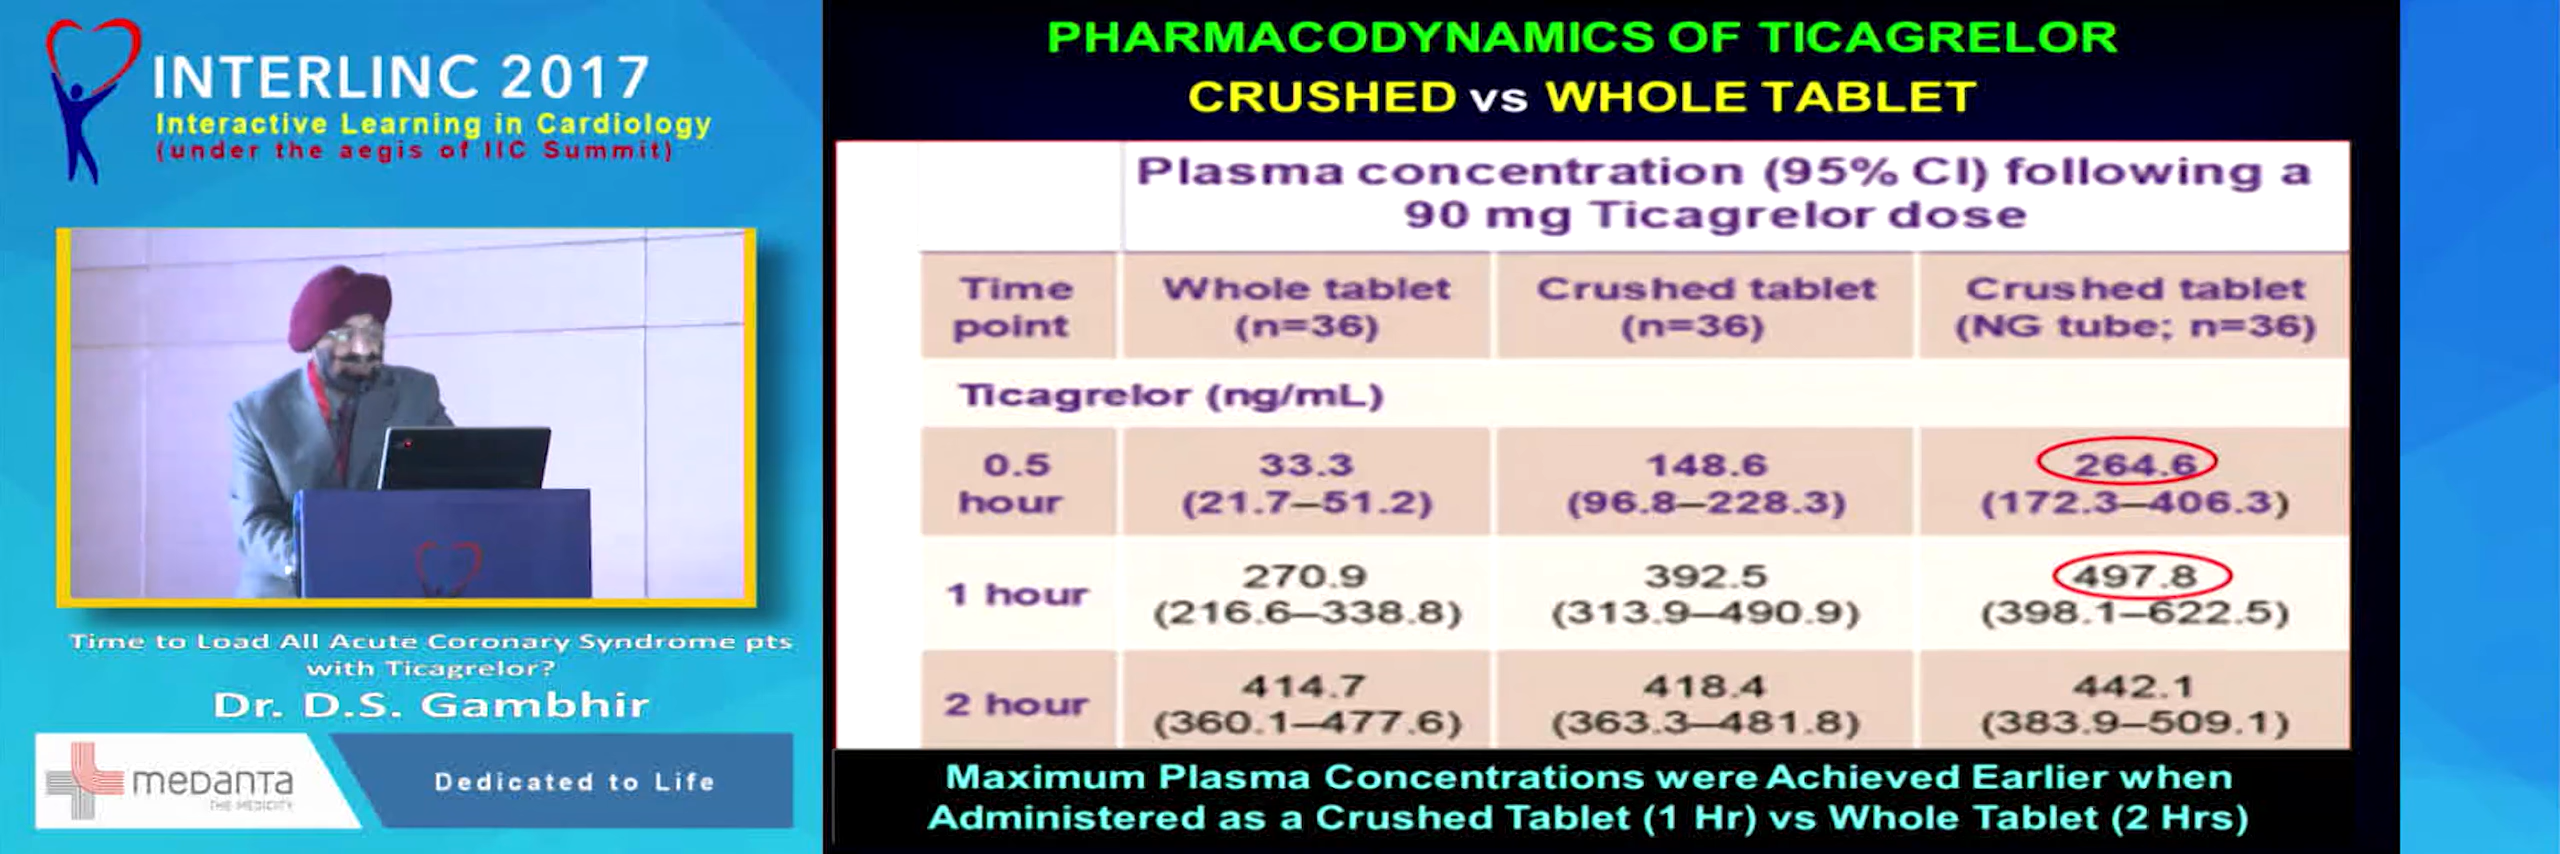 INTERLINC 2017
Interactive Learning in Cardiology
(under the aegis of IIC Summit)
Time to Load All Acute Coronary Syndrome pts
with Ticagrelor?
Dr. D.S. Gambhir
meDanTa
THE MEDICITY
Dedicated to Life
PHARMACODYNAMICS OF TICAGRELOR
CRUSHED vs WHOLE TABLET
Plasma concentration (95% CI) following a
90 mg Ticagrelor dose
Time point Whole tablet (n=36) Crushed tablet (n=36) Crushed tablet (NG tube; n=36)
Ticagrelor (ng/mL)
0.5 hour 33.3 (21.7–51.2) 148.6 (96.8–228.3) 264.6 (172.3–406.3)
1 hour 270.9 (216.6–338.8) 392.5 (313.9–490.9) 497.8 (398.1–622.5)
2 hour 414.7 (360.1–477.6) 418.4 (363.3–481.8) 442.1 (383.9–509.1)
Maximum Plasma Concentrations were Achieved Earlier when
Administered as a Crushed Tablet (1 Hr) vs Whole Tablet (2 Hrs)